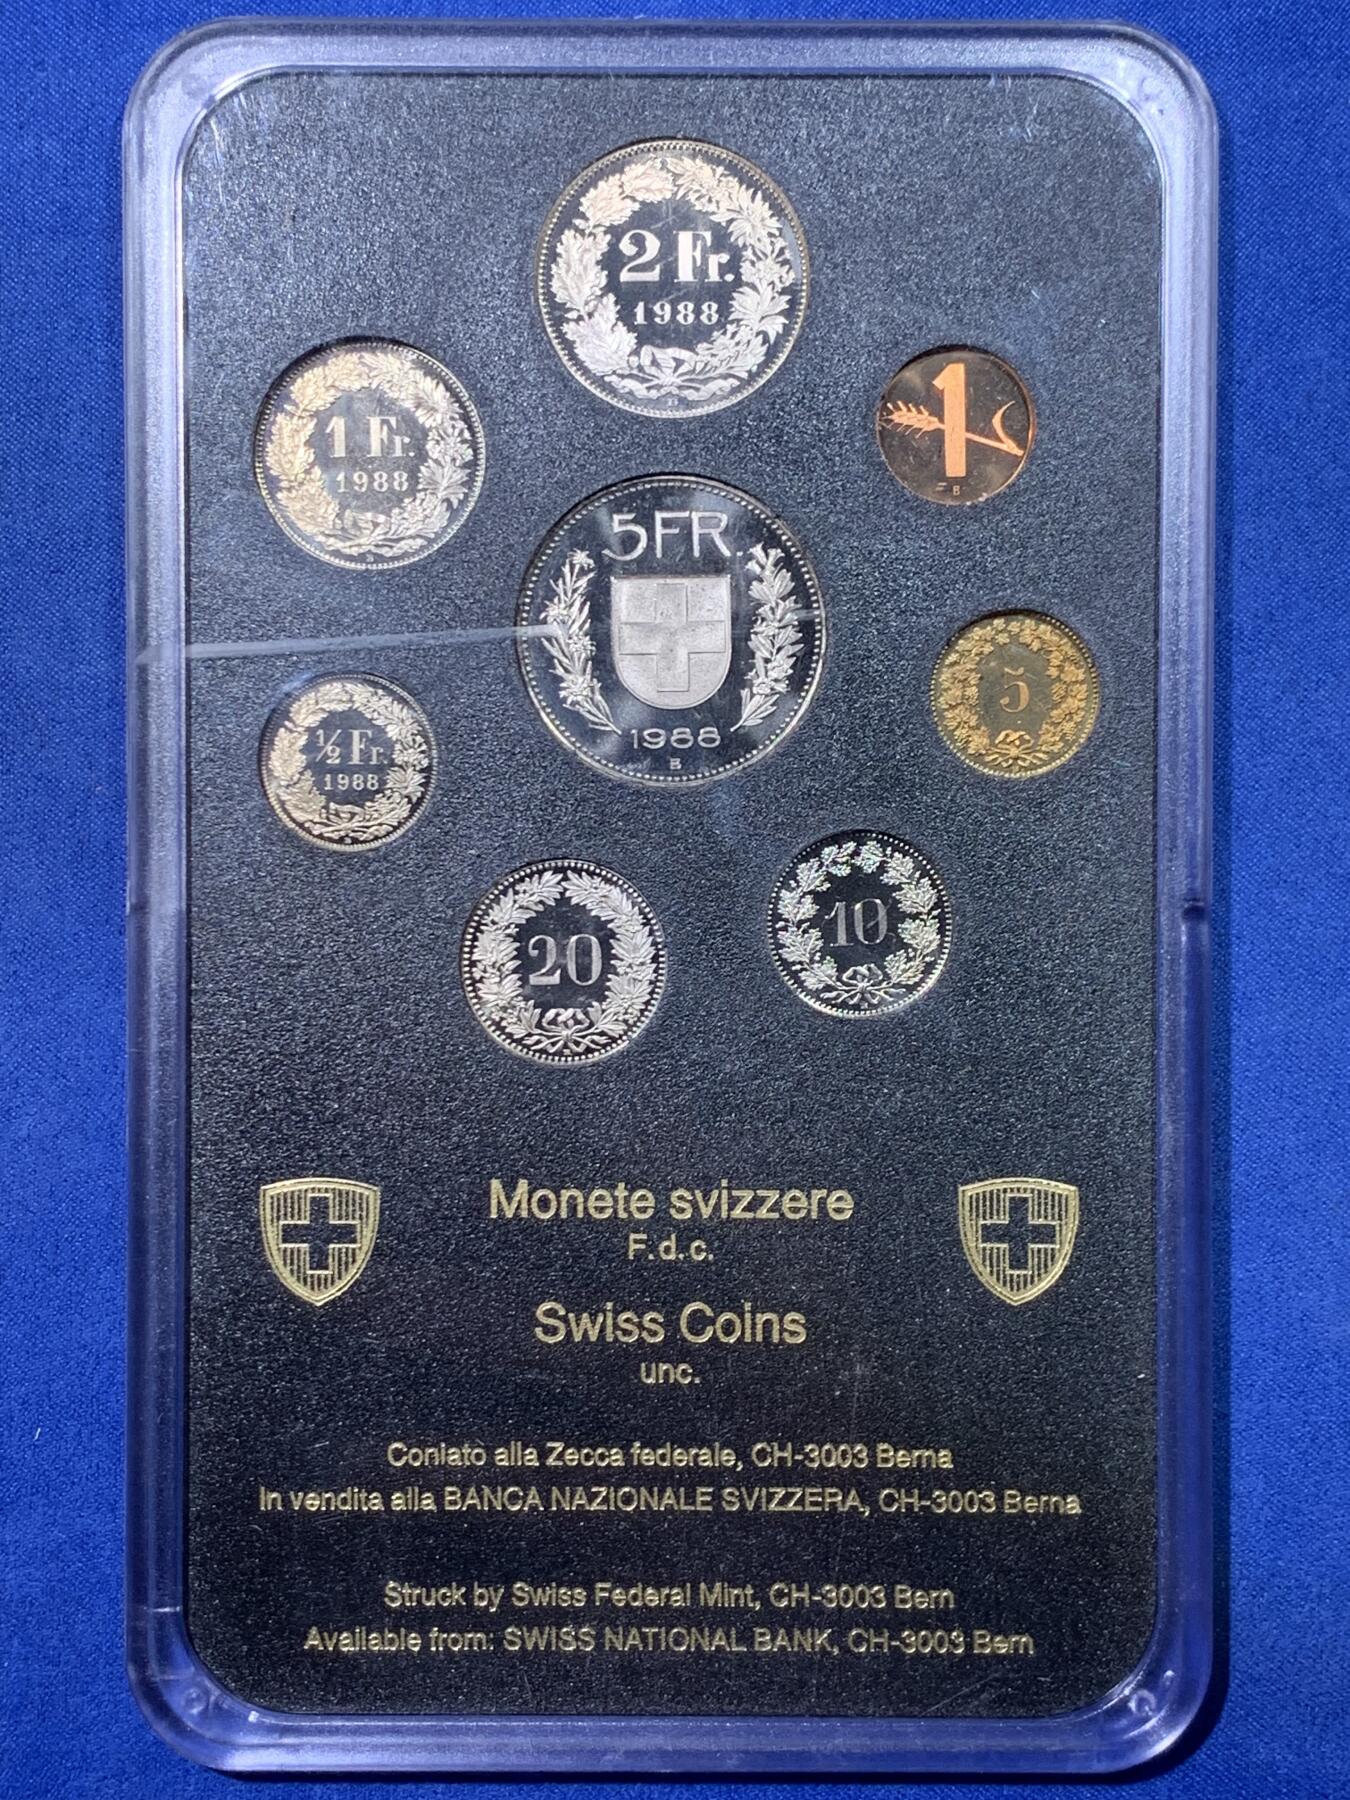 2 Fr.
1988
B
1 Fr.
1988
B
1
B
5FR.
1988
B
5
½ Fr.
1988
B
10
20
Monete svizzere
F.d.c.
Swiss Coins
unc.
Coniato alla Zecca federale, CH-3003 Berna
In vendita alla BANCA NAZIONALE SVIZZERA, CH-3003 Berna
Struck by Swiss Federal Mint, CH-3003 Bern
Available from: SWISS NATIONAL BANK, CH-3003 Bern